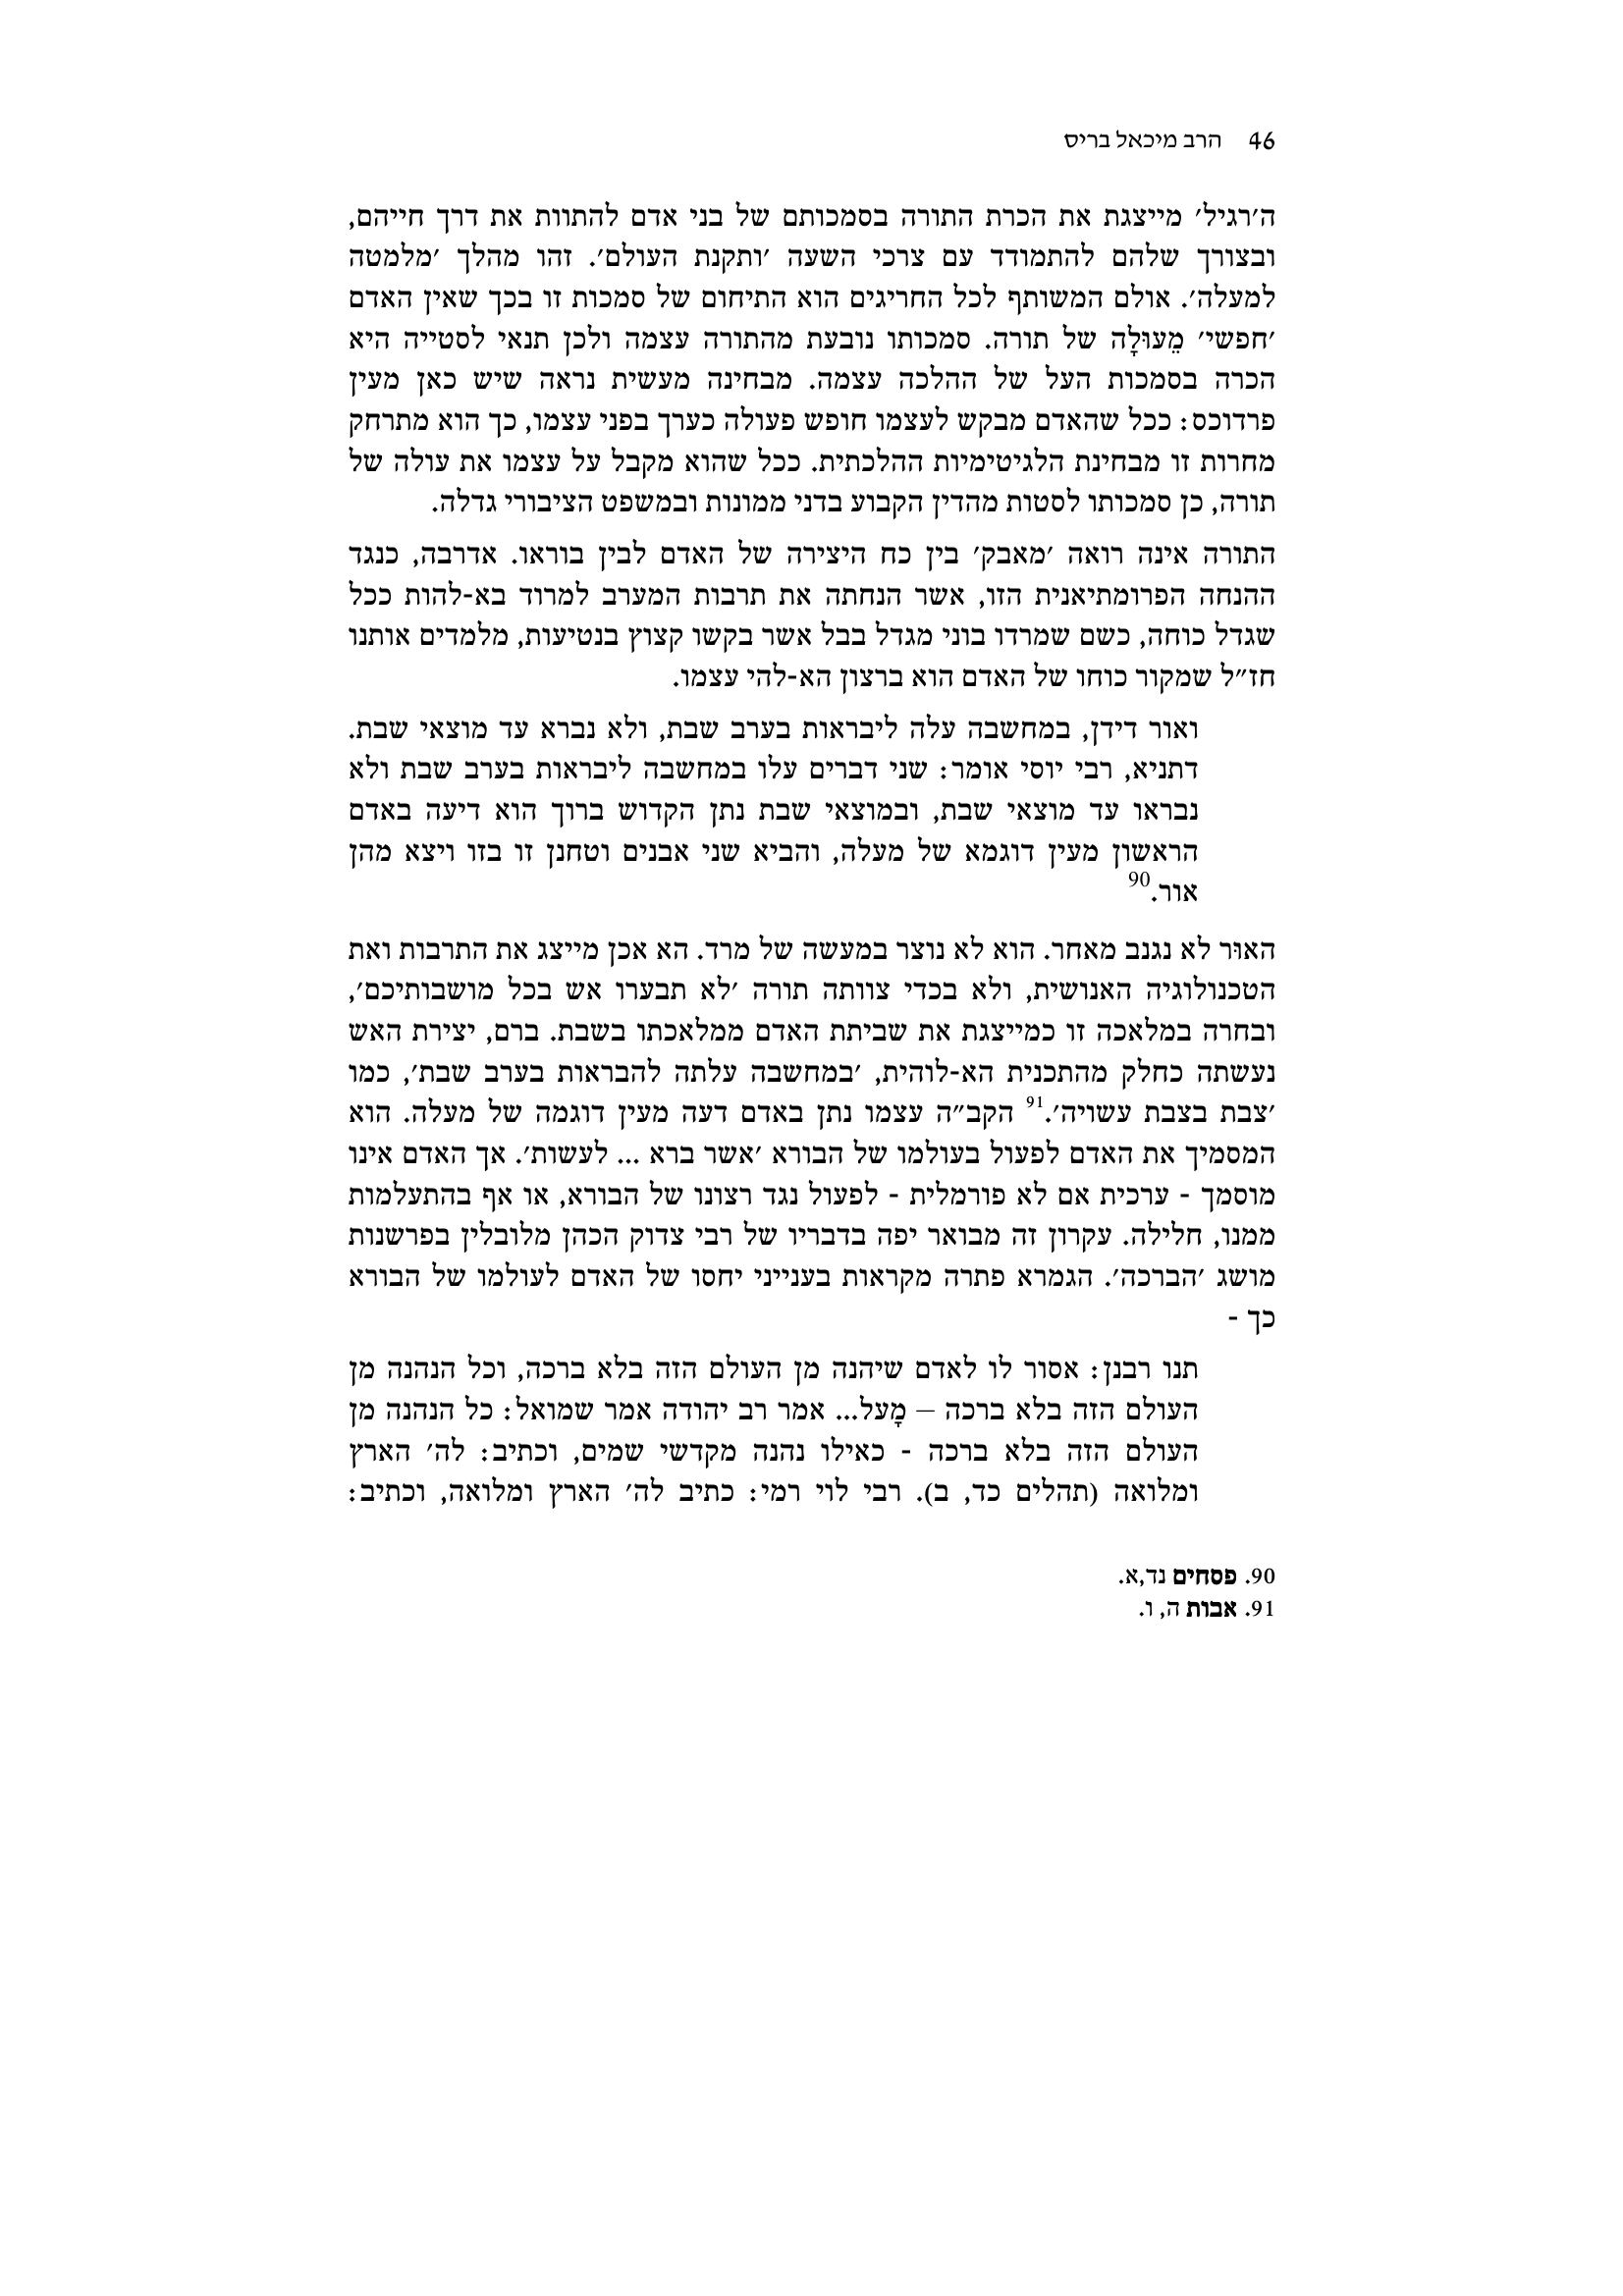 46 הרב מיכאל בריס
ה'רגיל' מייצגת את הכרת התורה בסמכותם של בני אדם להתוות את דרך חייהם,
ובצורך שלהם להתמודד עם צרכי השעה 'ותקנת העולם'. זהו מהלך 'מלמטה
למעלה'. אולם המשותף לכל החריגים הוא התיחום של סמכות זו בכך שאין האדם
'חפשי' מֵעוּלָהּ של תורה. סמכותו נובעת מהתורה עצמה ולכן תנאי לסטייה היא
הכרה בסמכות העל של ההלכה עצמה. מבחינה מעשית נראה שיש כאן מעין
פרדוכס: ככל שהאדם מבקש לעצמו חופש פעולה כערך בפני עצמו, כך הוא מתרחק
מחרות זו מבחינת הלגיטימיות ההלכתית. ככל שהוא מקבל על עצמו את עולה של
תורה, כן סמכותו לסטות מהדין הקבוע בדני ממונות ובמשפט הציבורי גדלה.
התורה אינה רואה 'מאבק' בין כח היצירה של האדם לבין בוראו. אדרבה, כנגד
ההנחה הפרומתיאנית הזו, אשר הנחתה את תרבות המערב למרוד בא-להות ככל
שגדל כוחה, כשם שמרדו בוני מגדל בבל אשר בקשו קצוץ בנטיעות, מלמדים אותנו
חז״ל שמקור כוחו של האדם הוא ברצון הא-להי עצמו.
ואור דידן, במחשבה עלה ליבראות בערב שבת, ולא נברא עד מוצאי שבת.
דתניא, רבי יוסי אומר: שני דברים עלו במחשבה ליבראות בערב שבת ולא
נבראו עד מוצאי שבת, ובמוצאי שבת נתן הקדוש ברוך הוא דיעה באדם
הראשון מעין דוגמא של מעלה, והביא שני אבנים וטחנן זו בזו ויצא מהן
אור.90
האוּר לא נגנב מאחר. הוא לא נוצר במעשה של מרד. הא אכן מייצג את התרבות ואת
הטכנולוגיה האנושית, ולא בכדי צוותה תורה 'לא תבערו אש בכל מושבותיכם',
ובחרה במלאכה זו כמייצגת את שביתת האדם ממלאכתו בשבת. ברם, יצירת האש
נעשתה כחלק מהתכנית הא-לוהית, 'במחשבה עלתה להבראות בערב שבת', כמו
'צבת בצבת עשויה'.91 הקב״ה עצמו נתן באדם דעה מעין דוגמה של מעלה. הוא
המסמיך את האדם לפעול בעולמו של הבורא 'אשר ברא ... לעשות'. אך האדם אינו
מוסמך - ערכית אם לא פורמלית - לפעול נגד רצונו של הבורא, או אף בהתעלמות
ממנו, חלילה. עקרון זה מבואר יפה בדבריו של רבי צדוק הכהן מלובלין בפרשנות
מושג 'הברכה'. הגמרא פתרה מקראות בענייני יחסו של האדם לעולמו של הבורא
כך -
תנו רבנן: אסור לו לאדם שיהנה מן העולם הזה בלא ברכה, וכל הנהנה מן
העולם הזה בלא ברכה – מָעל... אמר רב יהודה אמר שמואל: כל הנהנה מן
העולם הזה בלא ברכה - כאילו נהנה מקדשי שמים, וכתיב: לה' הארץ
ומלואה (תהלים כד, ב). רבי לוי רמי: כתיב לה' הארץ ומלואה, וכתיב:
90. פסחים נד,א.
91. אבות ה, ו.